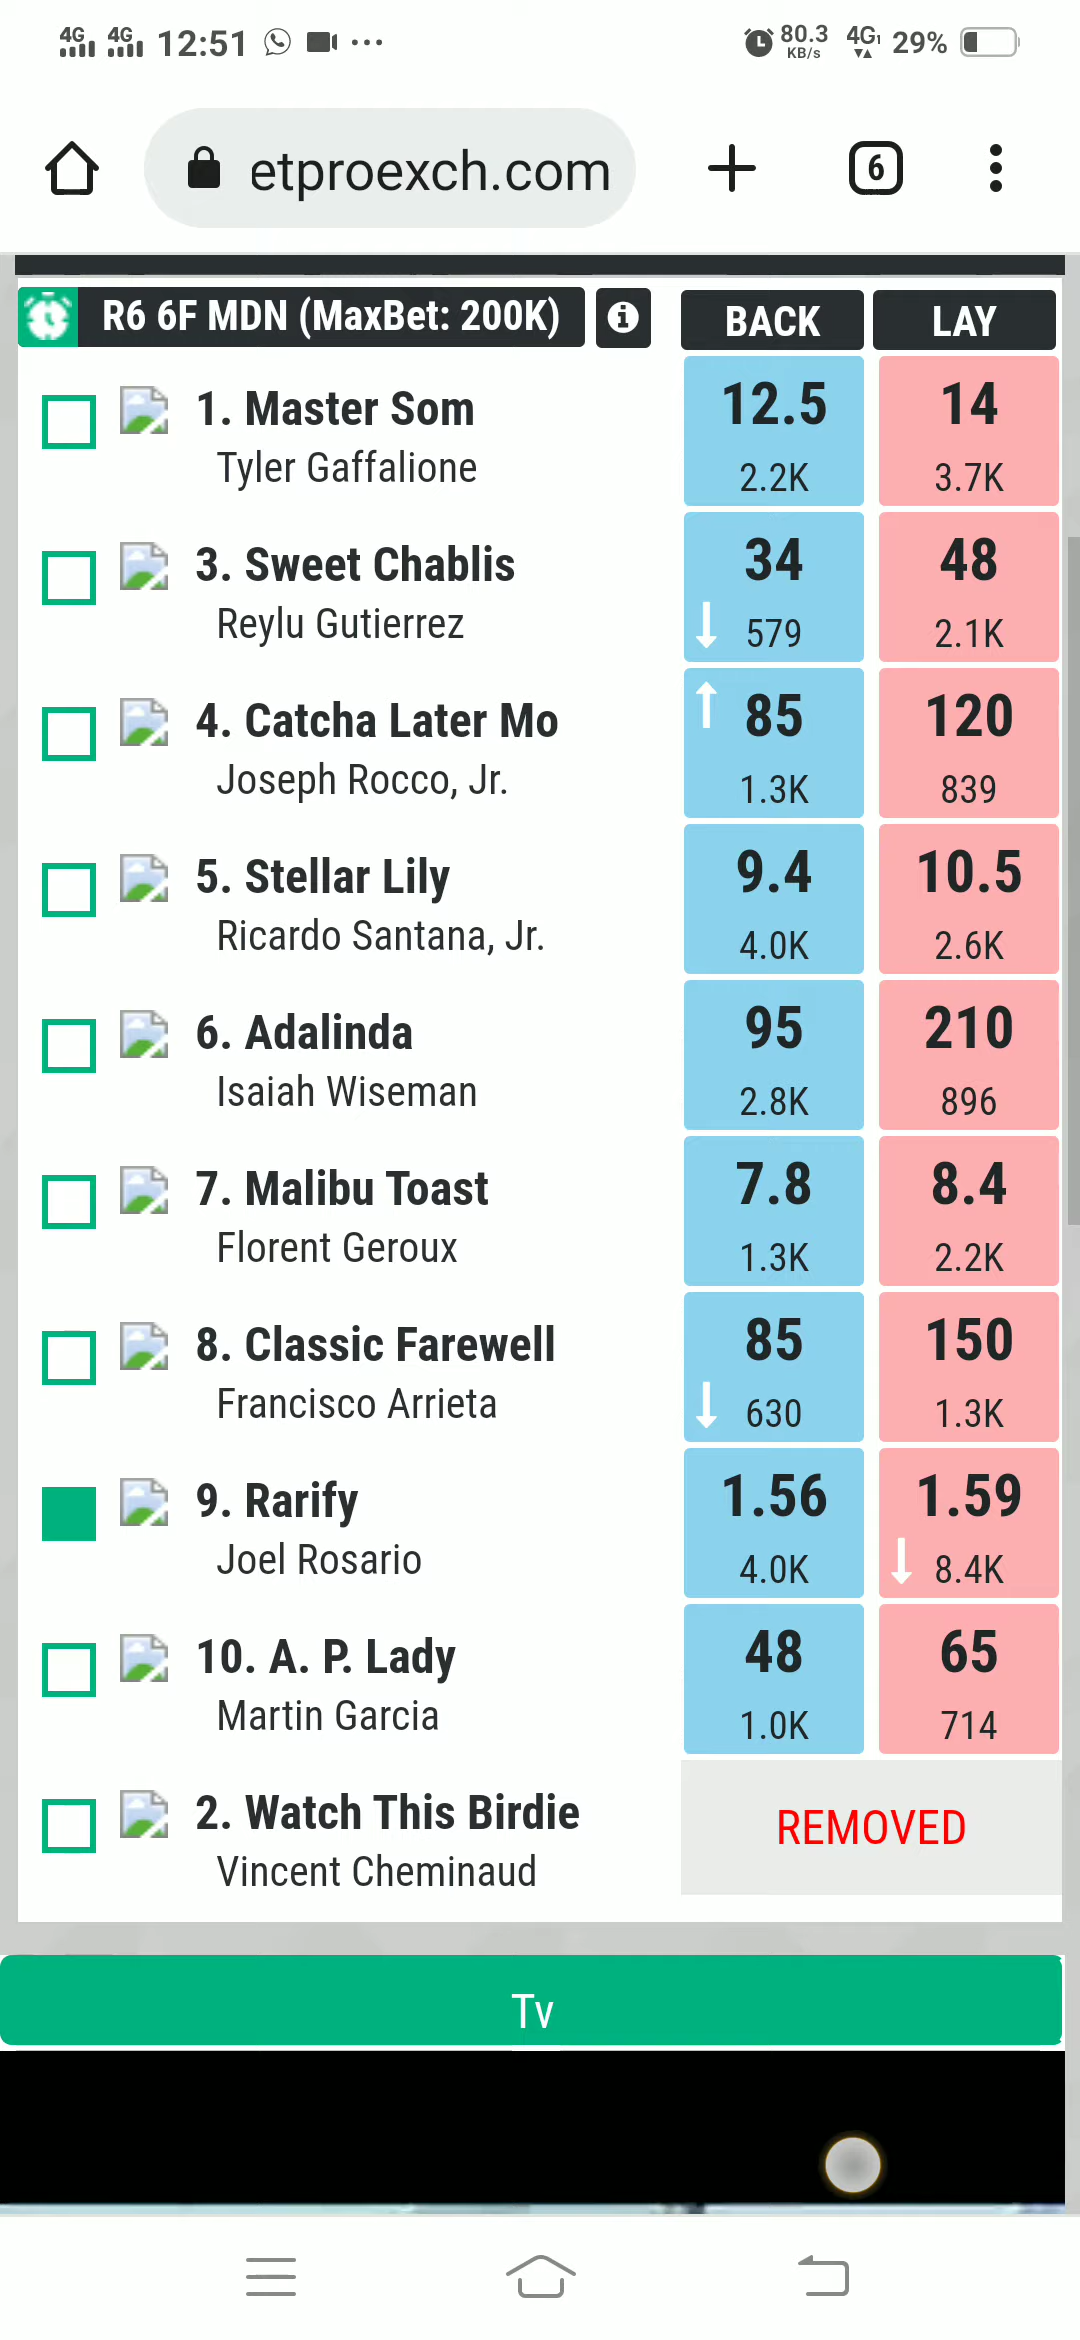 4G 4G 12:51 80.3 KB/s 4G 29%
etproexch.com 6
R6 6F MDN (MaxBet: 200K) BACK LAY
1. Master Som 12.5 14
Tyler Gaffalione 2.2K 3.7K
3. Sweet Chablis 34 48
Reylu Gutierrez 579 2.1K
4. Catcha Later Mo 85 120
Joseph Rocco, Jr. 1.3K 839
5. Stellar Lily 9.4 10.5
Ricardo Santana, Jr. 4.0K 2.6K
6. Adalinda 95 210
Isaiah Wiseman 2.8K 896
7. Malibu Toast 7.8 8.4
Florent Geroux 1.3K 2.2K
8. Classic Farewell 85 150
Francisco Arrieta 630 1.3K
9. Rarify 1.56 1.59
Joel Rosario 4.0K 8.4K
10. A. P. Lady 48 65
Martin Garcia 1.0K 714
2. Watch This Birdie REMOVED
Vincent Cheminaud
Tv